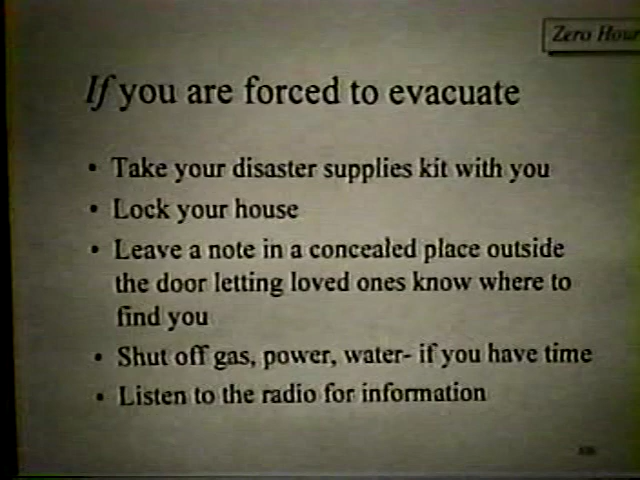 Zero Hour
If you are forced to evacuate
• Take your disaster supplies kit with you
• Lock your house
• Leave a note in a concealed place outside
the door letting loved ones know where to
find you
• Shut off gas, power, water- if you have time
• Listen to the radio for information